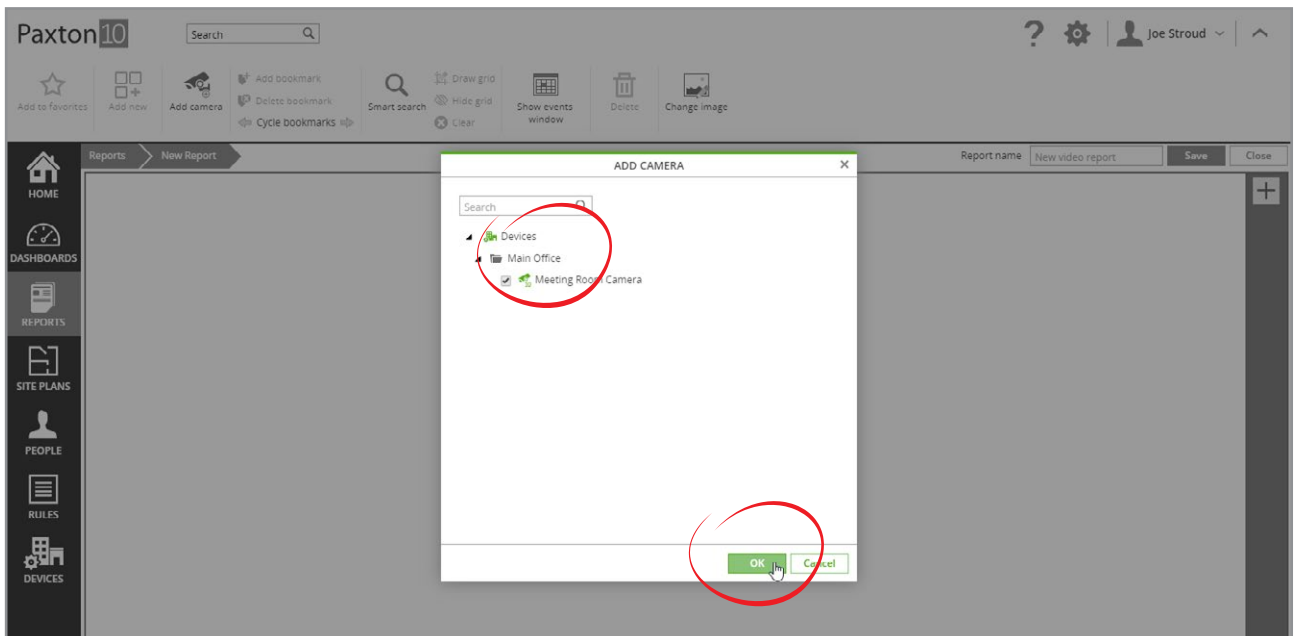 Paxton10
Search
Joe Stroud
Add to favorites
Add new
Add camera
Add bookmark
Delete bookmark
Cycle bookmarks
Smart search
Draw grid
Hide grid
Clear
Show events
window
Delete
Change image
Reports
New Report
Report name
New video report
Save
Close
HOME
DASHBOARDS
REPORTS
SITE PLANS
PEOPLE
RULES
DEVICES
ADD CAMERA
Search
Devices
Main Office
Meeting Room Camera
OK
Cancel